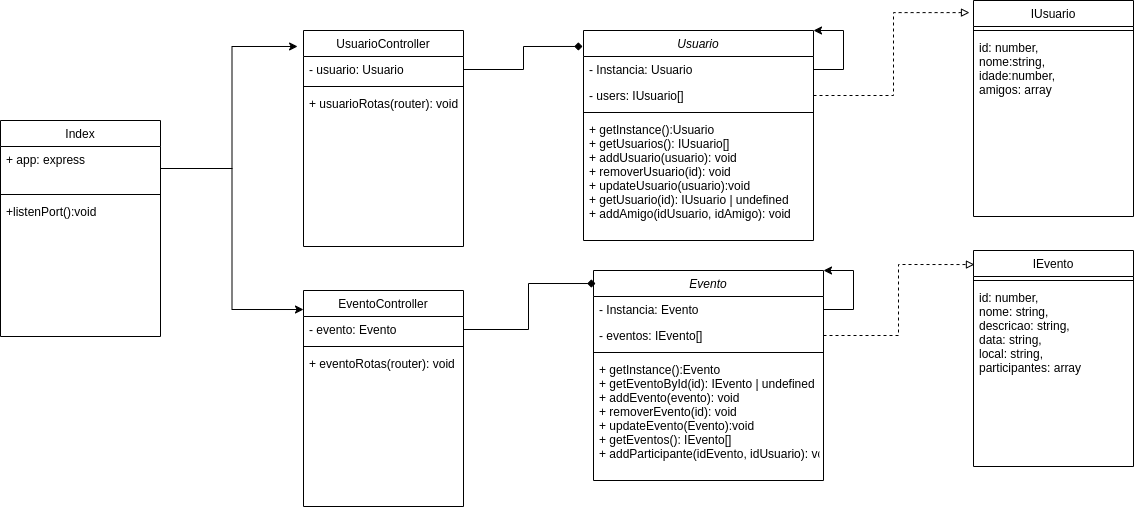 Index
+ app: express
+listenPort():void
UsuarioController
- usuario: Usuario
+ usuarioRotas(router): void
EventoController
- evento: Evento
+ eventoRotas(router): void
Usuario
- Instancia: Usuario
- users: IUsuario[]
+ getInstance():Usuario
+ getUsuarios(): IUsuario[]
+ addUsuario(usuario): void
+ removerUsuario(id): void
+ updateUsuario(usuario):void
+ getUsuario(id): IUsuario | undefined
+ addAmigo(idUsuario, idAmigo): void
Evento
- Instancia: Evento
- eventos: IEvento[]
+ getInstance():Evento
+ getEventoById(id): IEvento | undefined
+ addEvento(evento): void
+ removerEvento(id): void
+ updateEvento(Evento):void
+ getEventos(): IEvento[]
+ addParticipante(idEvento, idUsuario):
IUsuario
id: number,
nome:string,
idade:number,
amigos: array
IEvento
id: number,
nome: string,
descricao: string,
data: string,
local: string,
participantes: array